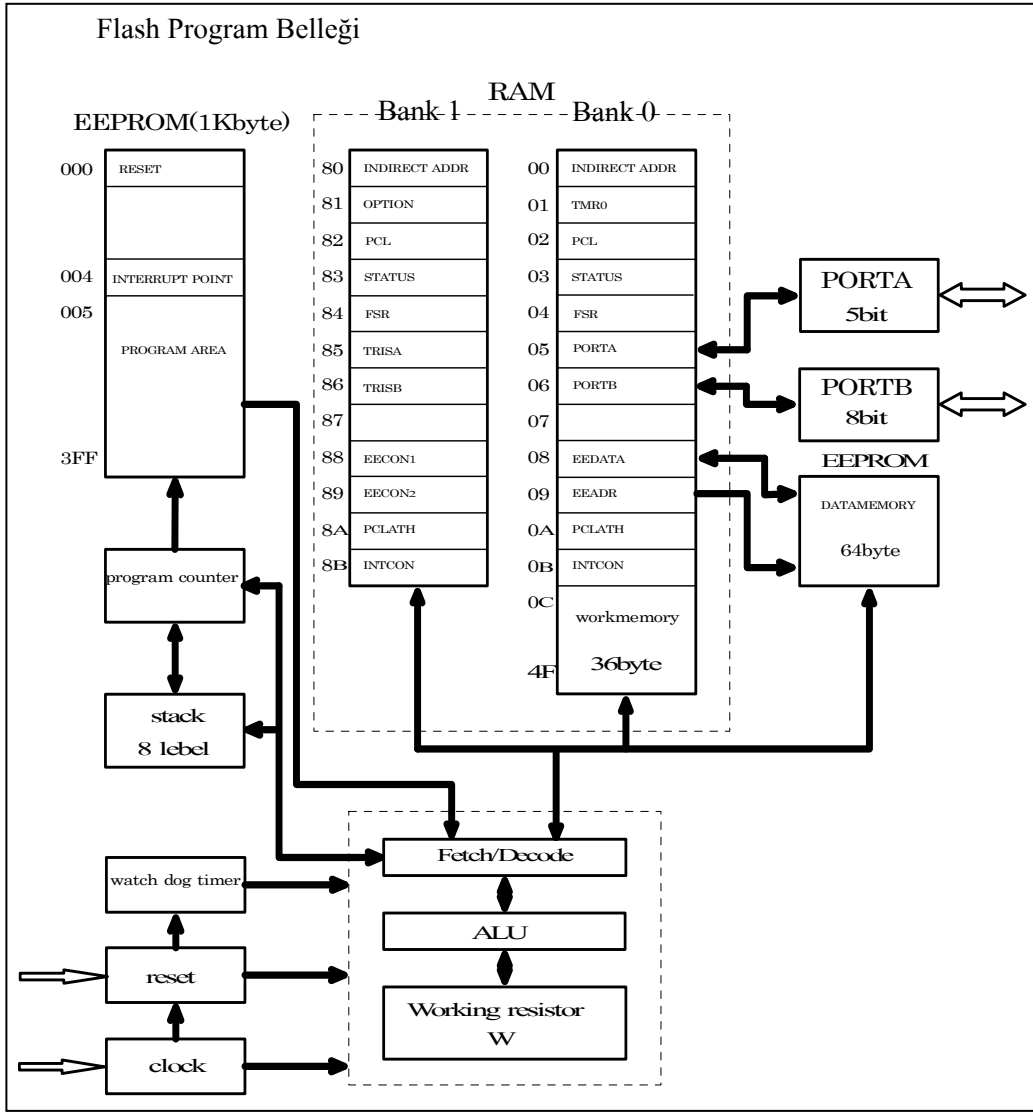 Flash Program Belleği
EEPROM(1Kbyte)
000
RESET
004
INTERRUPT POINT
005
PROGRAM AREA
3FF
program counter
stack
8 lebel
watch dog timer
reset
clock
RAM
Bank 1
80
INDIRECT ADDR
81
OPTION
82
PCL
83
STATUS
84
FSR
85
TRISA
86
TRISB
87
88
EECON1
89
EECON2
8A
PCLATH
8B
INTCON
Bank 0
00
INDIRECT ADDR
01
TMR0
02
PCL
03
STATUS
04
FSR
05
PORTA
06
PORTB
07
08
EEDATA
09
EEADR
0A
PCLATH
0B
INTCON
0C
workmemory
36byte
4F
PORTA
5bit
PORTB
8bit
EEPROM
DATAMEMORY
64byte
Fetch/Decode
ALU
Working resistor
W